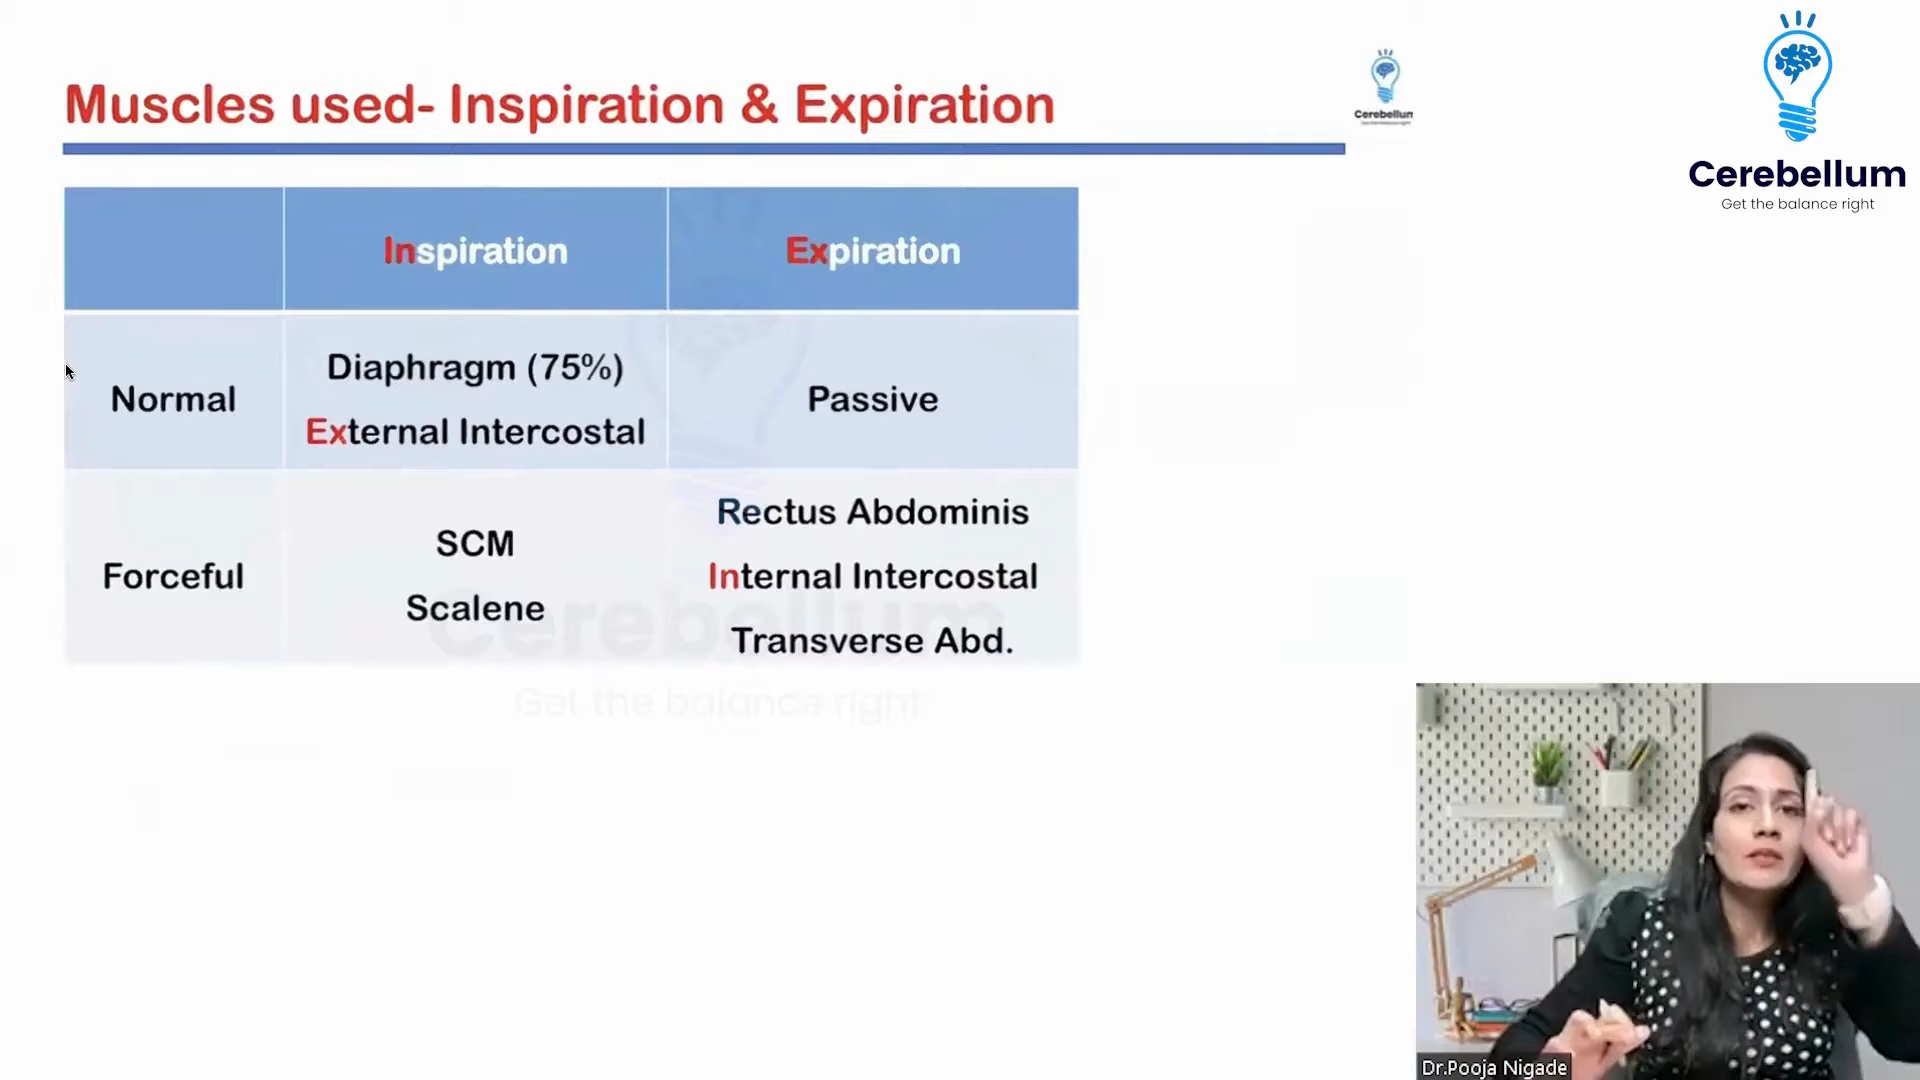 Muscles used- Inspiration & Expiration
Cerebellum
Cerebellum
Get the balance right
Inspiration
Expiration
Normal
Diaphragm (75%)
External Intercostal
Passive
Forceful
SCM
Scalene
Rectus Abdominis
Internal Intercostal
Transverse Abd.
Cerebellum
Get the balance right
Dr.Pooja Nigade